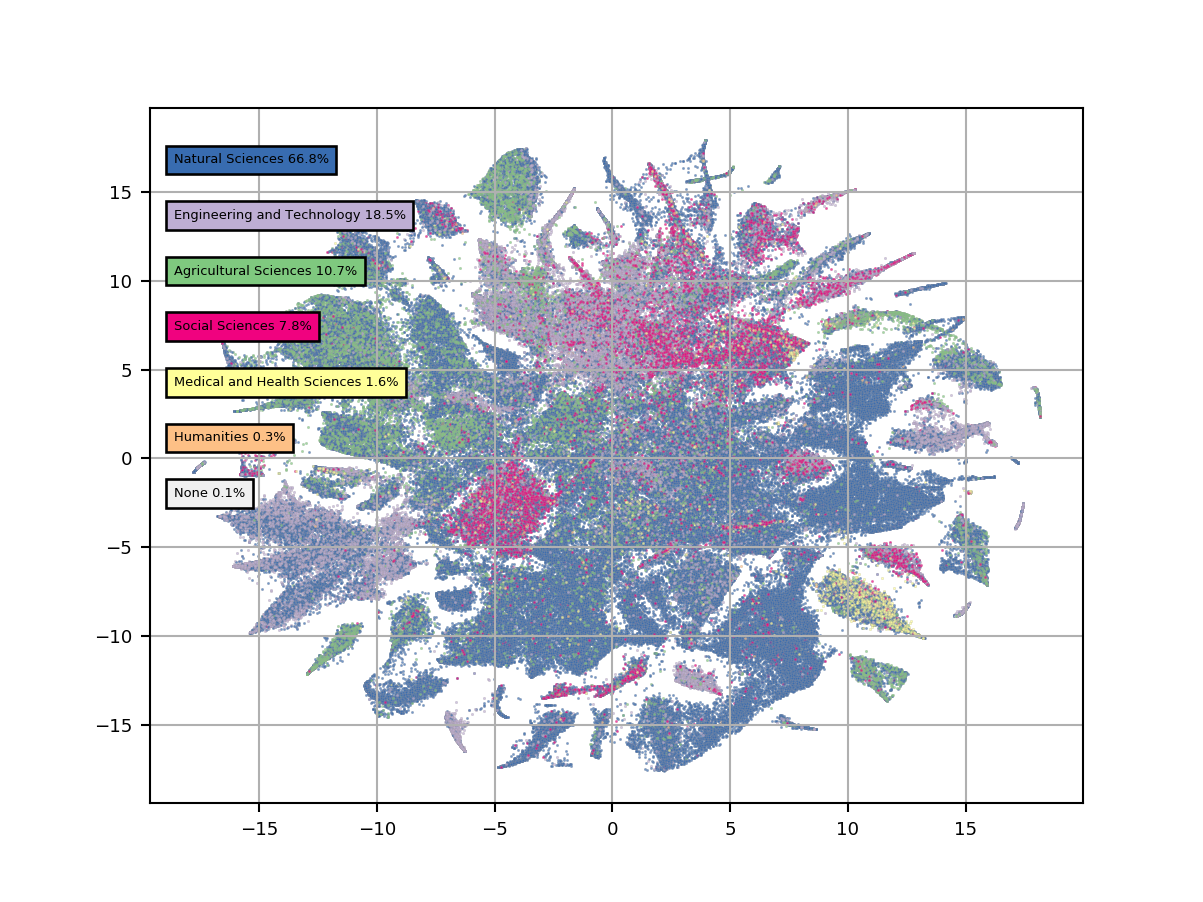 Natural Sciences 66.8%
15
Engineering and Technology 18.5%
Agricultural Sciences 10.7%
10
Social Sciences 7.8%
5
Medical and Health Sciences 1.6%
Humanities 0.3%
0
None 0.1%
−5
−10
−15
−15 −10 −5 0 5 10 15